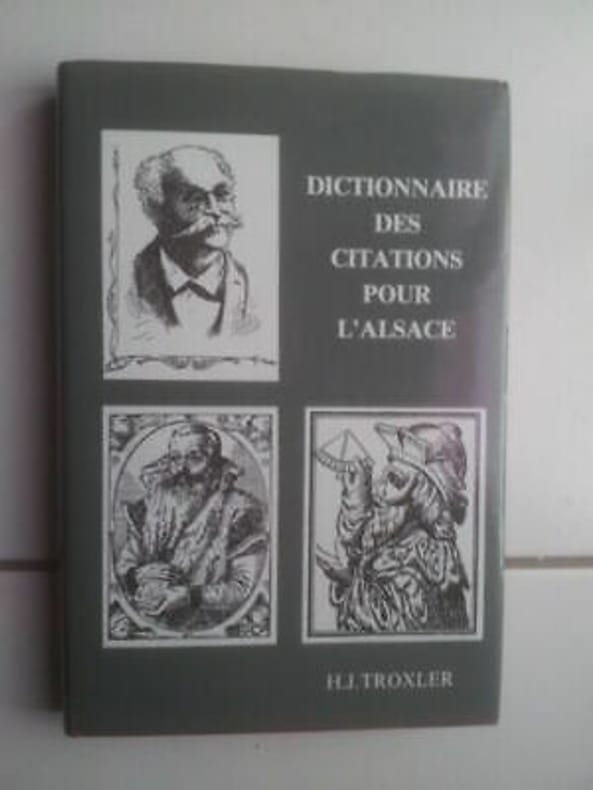 DICTIONNAIRE
DES
CITATIONS
POUR
L'ALSACE
H.J. TROXLER